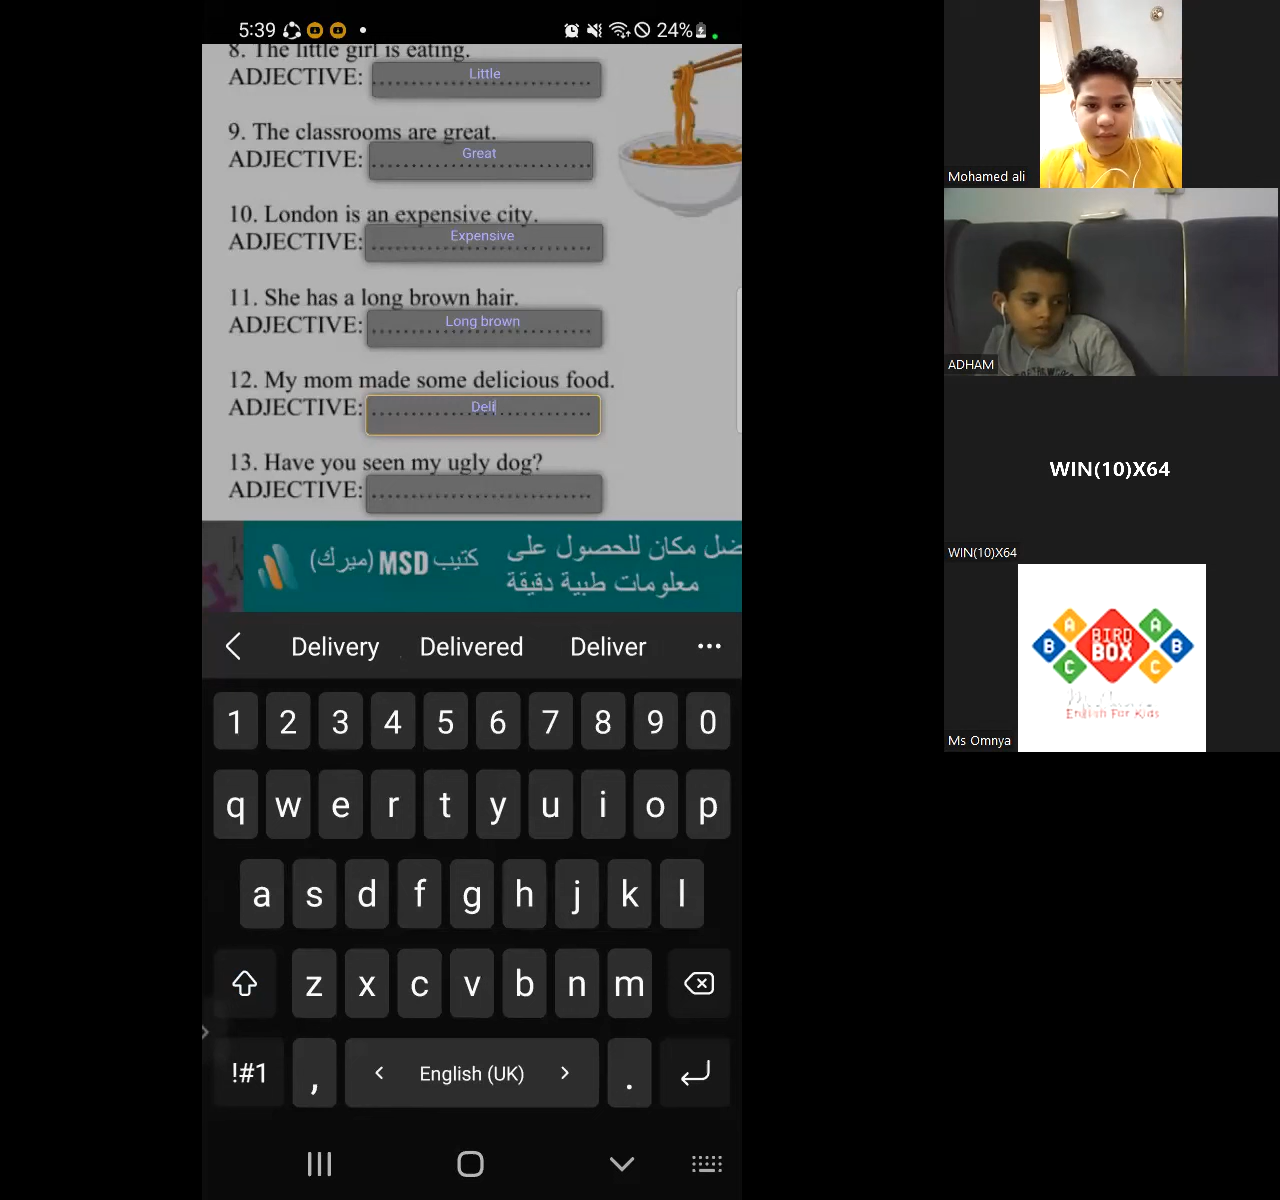 5:39
24%
8. The little girl is eating.
ADJECTIVE: Little
9. The classrooms are great.
ADJECTIVE: Great
10. London is an expensive city.
ADJECTIVE: Expensive
11. She has a long brown hair.
ADJECTIVE: Long brown
12. My mom made some delicious food.
ADJECTIVE: Deli
13. Have you seen my ugly dog?
ADJECTIVE:
ضل مكان للحصول على
معلومات طبية دقيقة
كتيب MSD (ميرك)
Delivery Delivered Deliver
1 2 3 4 5 6 7 8 9 0
q w e r t y u i o p
a s d f g h j k l
z x c v b n m
!#1 , < English (UK) > .
Mohamed ali
ADHAM
WIN(10)X64
WIN(10)X64
A A
B BIRD B
BOX
C C
English For Kids
Ms Omnya